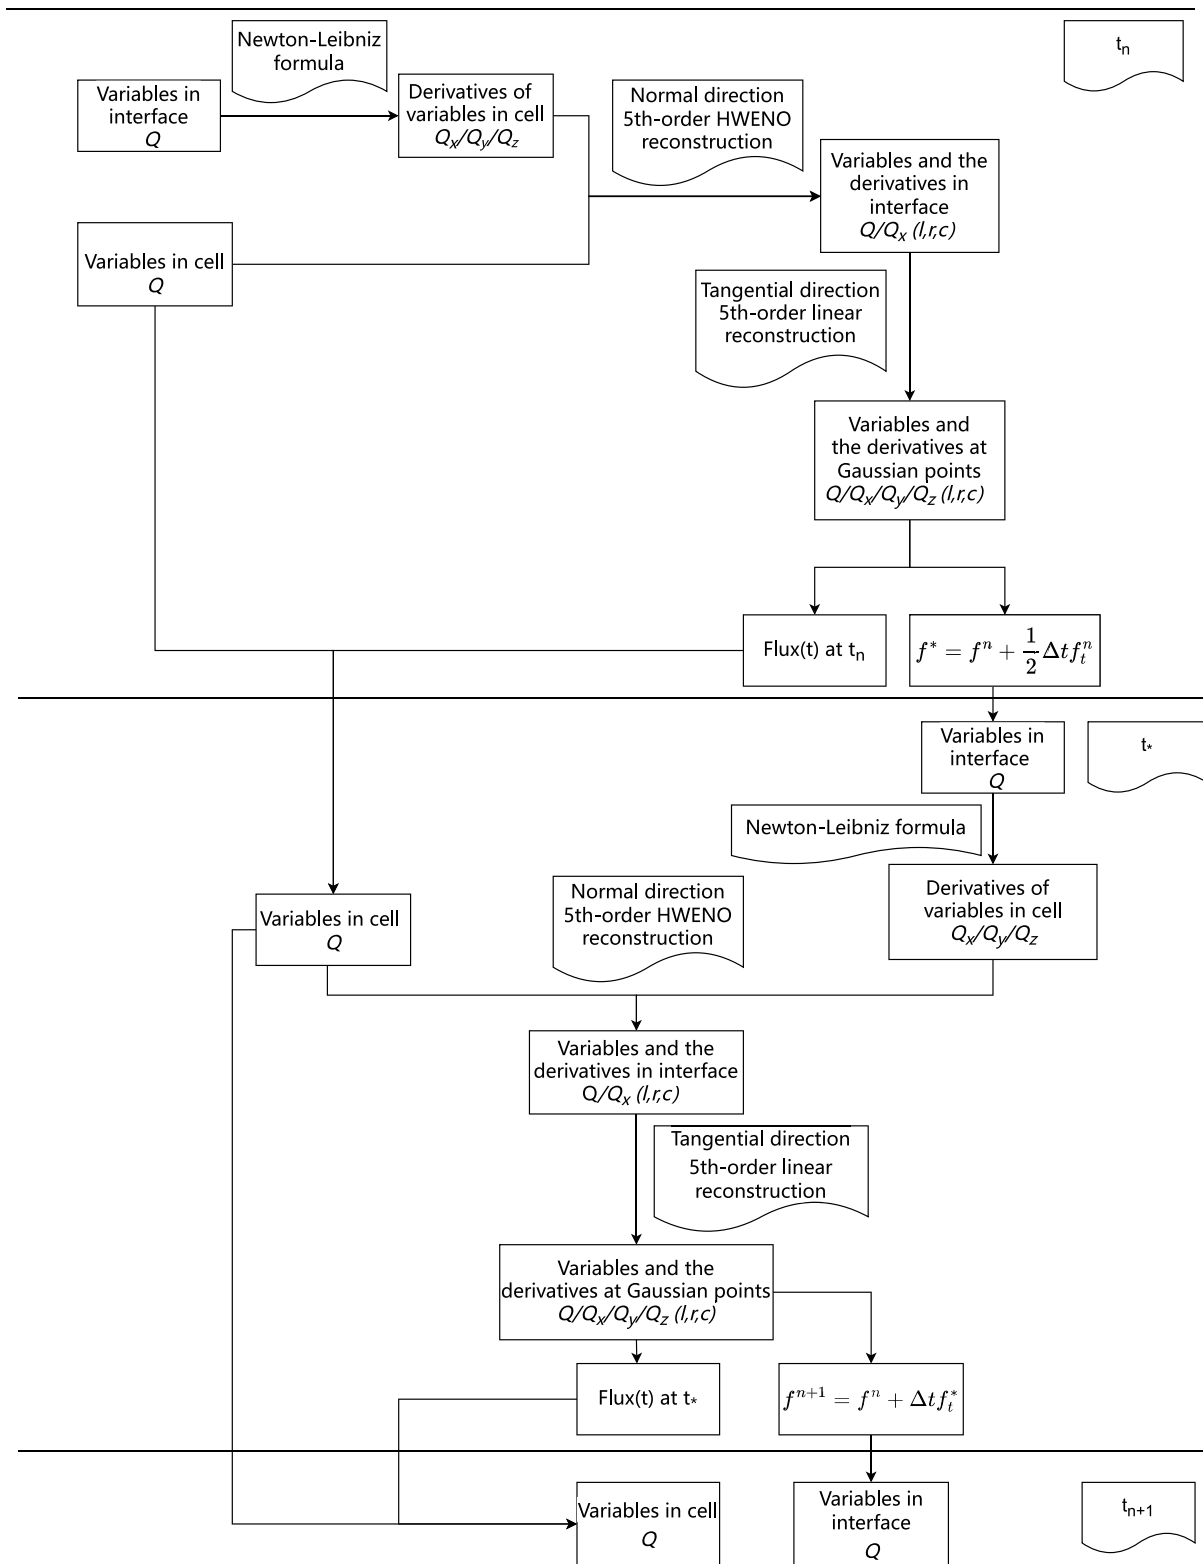 Newton-Leibniz
formula
t_n
Variables in
interface
Q
Derivatives of
variables in cell
Q_x/Q_y/Q_z
Normal direction
5th-order HWENO
reconstruction
Variables and the
derivatives in
interface
Q/Q_x (l,r,c)
Variables in cell
Q
Tangential direction
5th-order linear
reconstruction
Variables and
the derivatives at
Gaussian points
Q/Q_x/Q_y/Q_z (l,r,c)
Flux(t) at t_n
f^* = f^n + \frac{1}{2} Δt f_t^n
Variables in
interface
Q
t_*
Newton-Leibniz formula
Derivatives of
variables in cell
Q_x/Q_y/Q_z
Normal direction
5th-order HWENO
reconstruction
Variables in cell
Q
Variables and the
derivatives in interface
Q/Q_x (l,r,c)
Tangential direction
5th-order linear
reconstruction
Variables and the
derivatives at Gaussian points
Q/Q_x/Q_y/Q_z (l,r,c)
Flux(t) at t_*
f^{n+1} = f^n + Δt f_t^*
Variables in cell
Q
Variables in
interface
Q
t_{n+1}